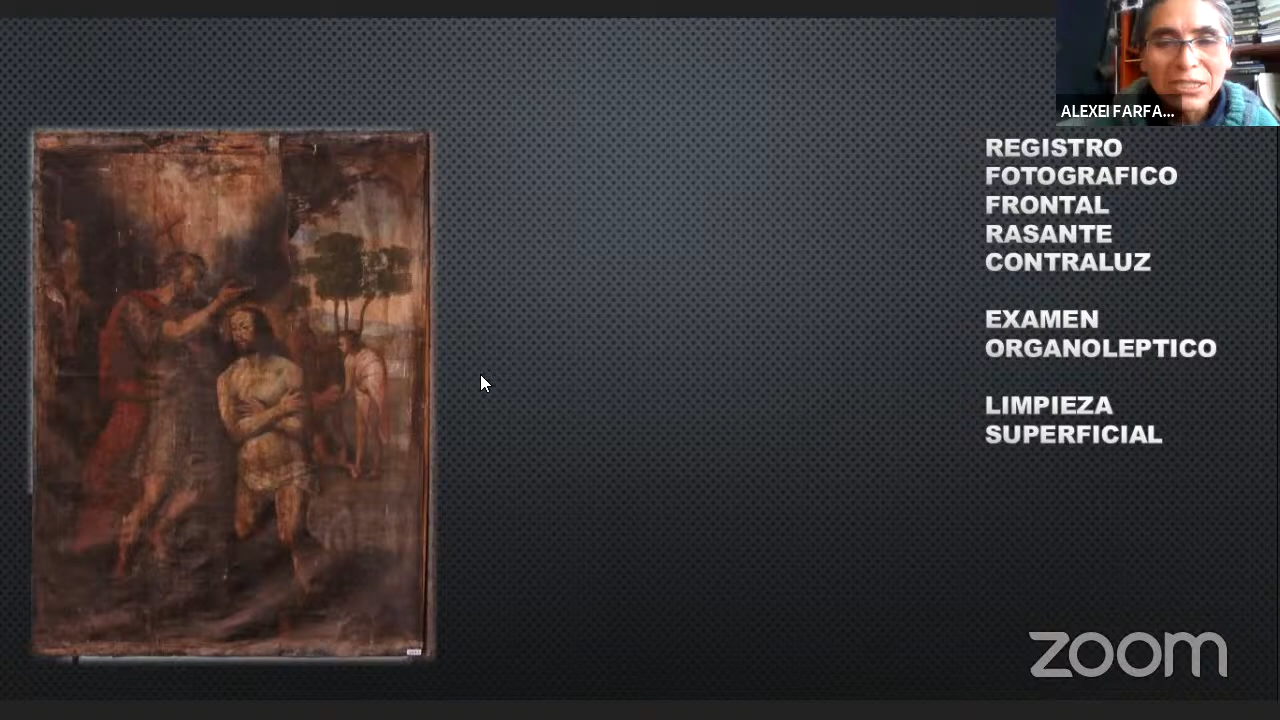 ALEXEI FARFA...
REGISTRO
FOTOGRAFICO
FRONTAL
RASANTE
CONTRALUZ
EXAMEN
ORGANOLEPTICO
LIMPIEZA
SUPERFICIAL
zoom